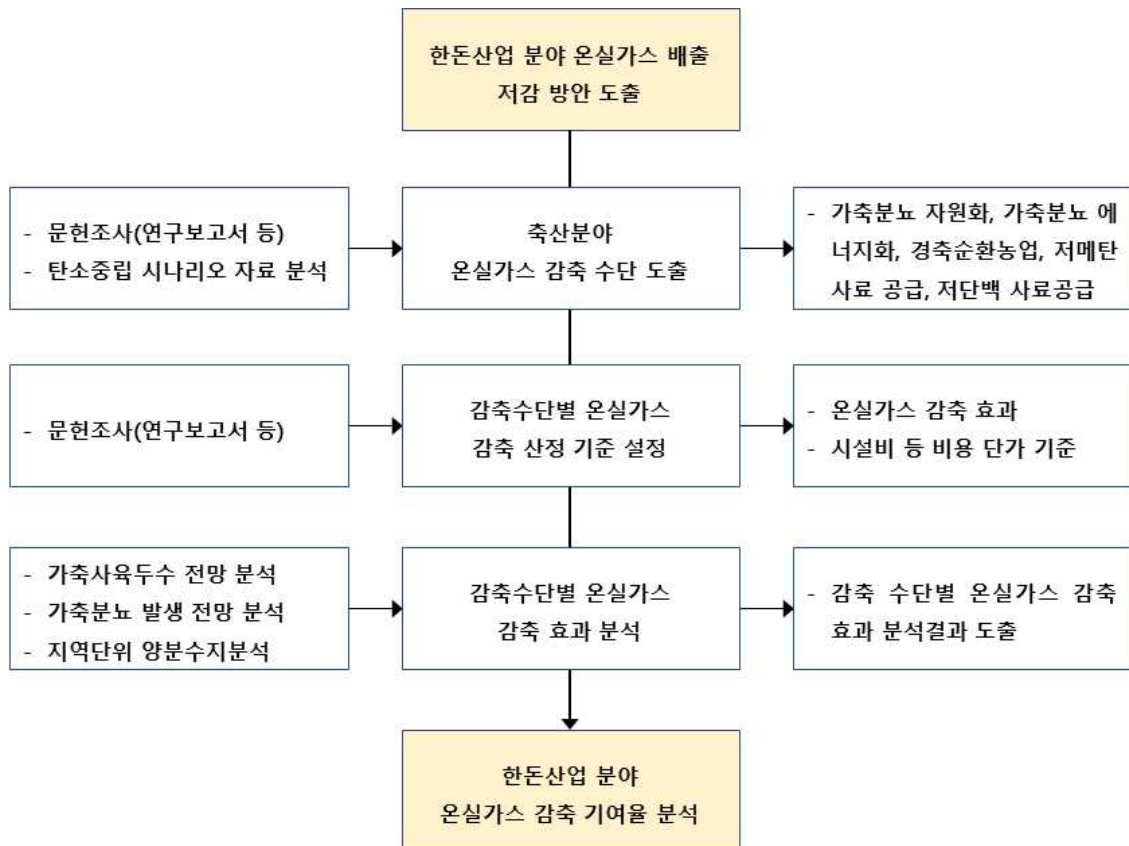 한돈산업 분야 온실가스 배출
저감 방안 도출
- 문헌조사(연구보고서 등)
- 탄소중립 시나리오 자료 분석
축산분야
온실가스 감축 수단 도출
- 가축분뇨 자원화, 가축분뇨 에
너지화, 경축순환농업, 저메탄
사료 공급, 저단백 사료공급
- 문헌조사(연구보고서 등)
감축수단별 온실가스
감축 산정 기준 설정
- 온실가스 감축 효과
- 시설비 등 비용 단가 기준
- 가축사육두수 전망 분석
- 가축분뇨 발생 전망 분석
- 지역단위 양분수지분석
감축수단별 온실가스
감축 효과 분석
- 감축 수단별 온실가스 감축
효과 분석결과 도출
한돈산업 분야
온실가스 감축 기여율 분석